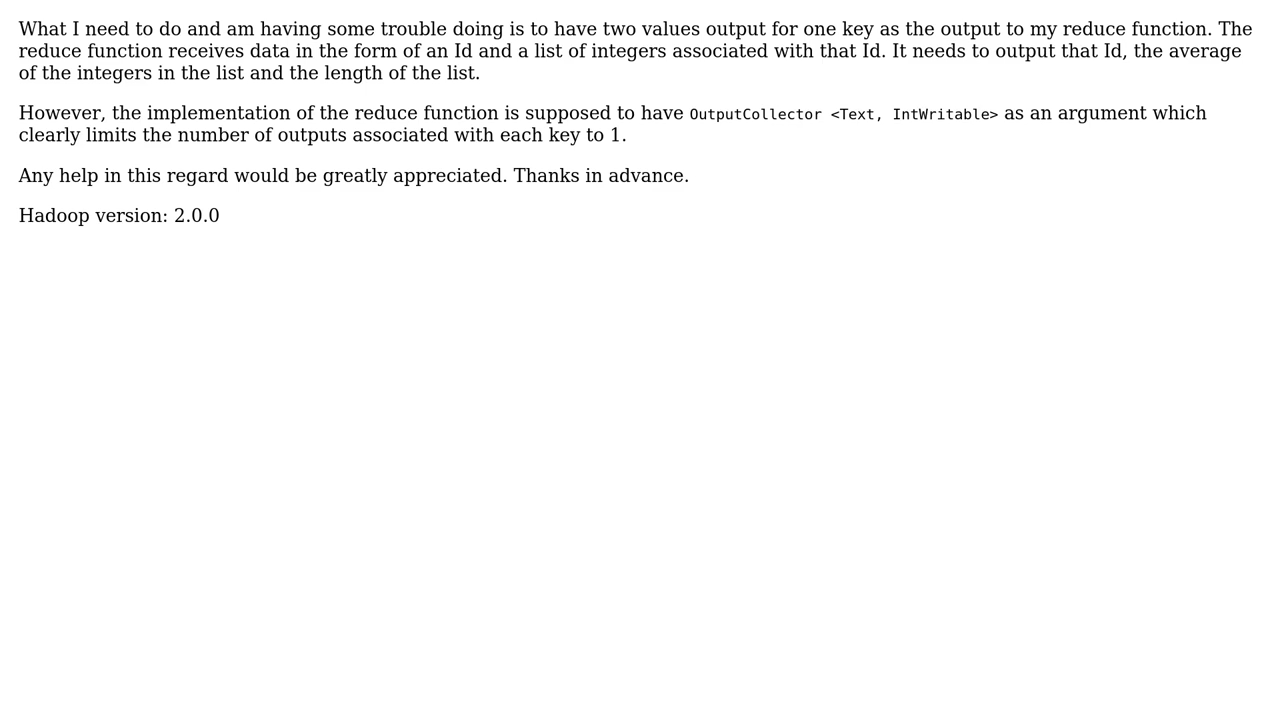 What I need to do and am having some trouble doing is to have two values output for one key as the output to my reduce function. The
reduce function receives data in the form of an Id and a list of integers associated with that Id. It needs to output that Id, the average
of the integers in the list and the length of the list.
However, the implementation of the reduce function is supposed to have OutputCollector <Text, IntWritable> as an argument which
clearly limits the number of outputs associated with each key to 1.
Any help in this regard would be greatly appreciated. Thanks in advance.
Hadoop version: 2.0.0